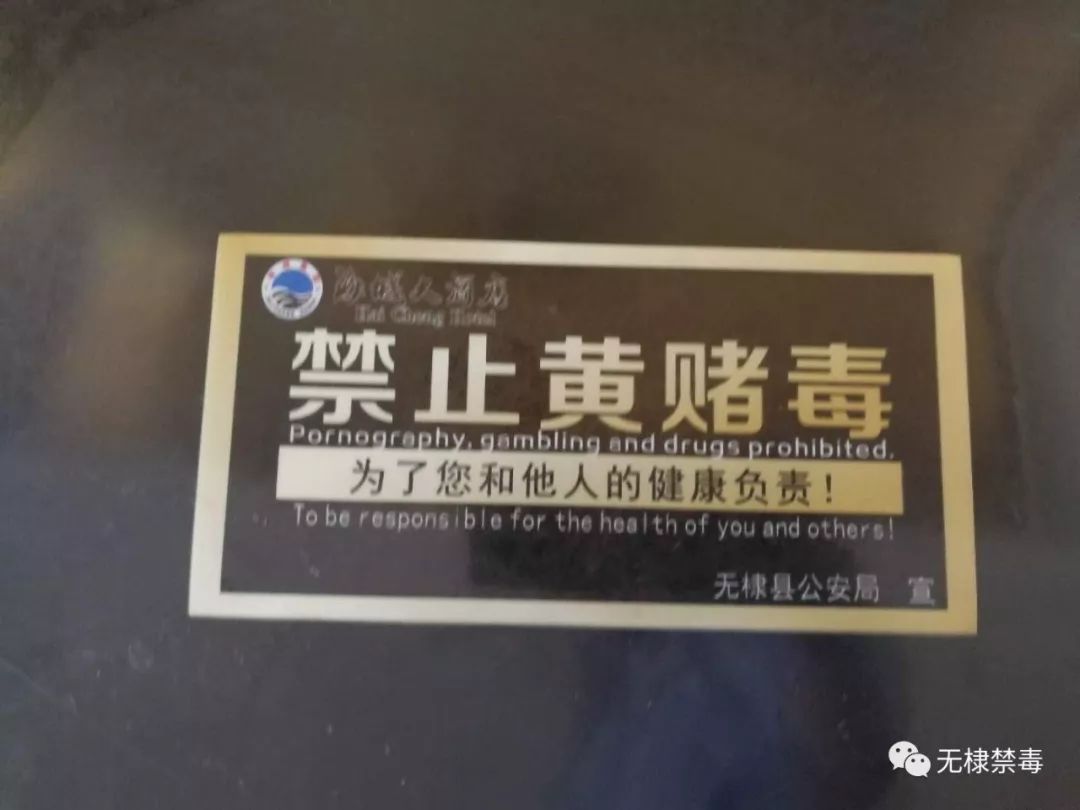 海城大酒店
Hai Cheng Hotel
禁止黄赌毒
Pornography, gambling and drugs prohibited.
为了您和他人的健康负责！
To be responsible for the health of you and others!
无棣县公安局 宣
无棣禁毒